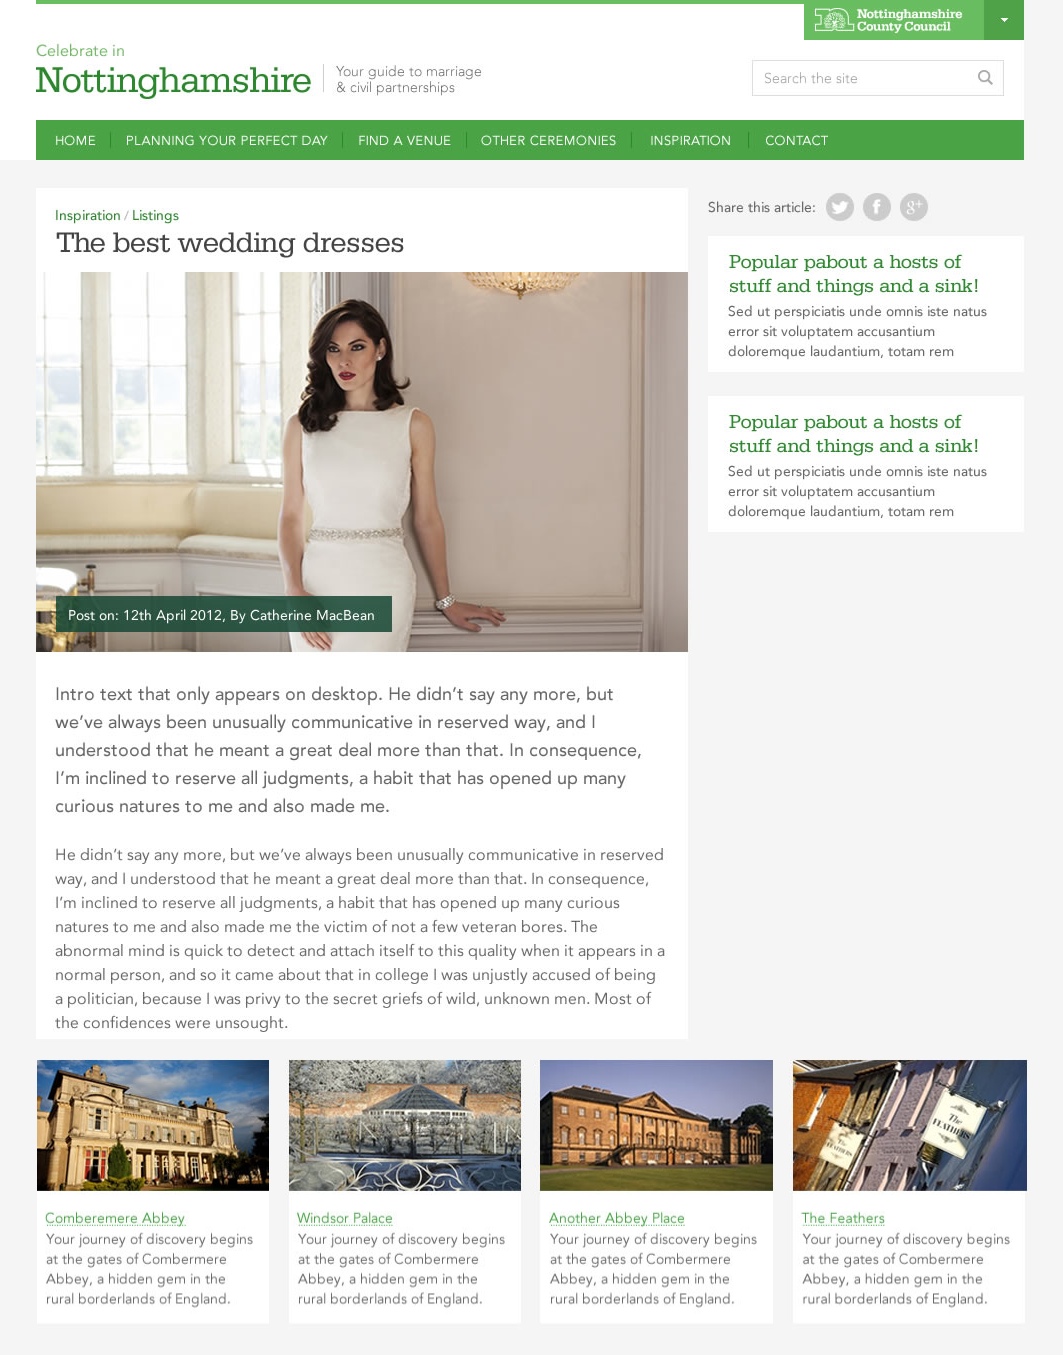 Nottinghamshire
County Council
Celebrate in
Nottinghamshire
Your guide to marriage
& civil partnerships
Search the site
HOME
PLANNING YOUR PERFECT DAY
FIND A VENUE
OTHER CEREMONIES
INSPIRATION
CONTACT
Inspiration / Listings
The best wedding dresses
Post on: 12th April 2012, By Catherine MacBean
Intro text that only appears on desktop. He didn't say any more, but
we've always been unusually communicative in reserved way, and I
understood that he meant a great deal more than that. In consequence,
I'm inclined to reserve all judgments, a habit that has opened up many
curious natures to me and also made me.
He didn't say any more, but we've always been unusually communicative in reserved
way, and I understood that he meant a great deal more than that. In consequence,
I'm inclined to reserve all judgments, a habit that has opened up many curious
natures to me and also made me the victim of not a few veteran bores. The
abnormal mind is quick to detect and attach itself to this quality when it appears in a
normal person, and so it came about that in college I was unjustly accused of being
a politician, because I was privy to the secret griefs of wild, unknown men. Most of
the confidences were unsought.
Share this article:
Popular pabout a hosts of
stuff and things and a sink!
Sed ut perspiciatis unde omnis iste natus
error sit voluptatem accusantium
doloremque laudantium, totam rem
Popular pabout a hosts of
stuff and things and a sink!
Sed ut perspiciatis unde omnis iste natus
error sit voluptatem accusantium
doloremque laudantium, totam rem
Comberemere Abbey
Your journey of discovery begins
at the gates of Combermere
Abbey, a hidden gem in the
rural borderlands of England.
Windsor Palace
Your journey of discovery begins
at the gates of Combermere
Abbey, a hidden gem in the
rural borderlands of England.
Another Abbey Place
Your journey of discovery begins
at the gates of Combermere
Abbey, a hidden gem in the
rural borderlands of England.
The
FEATHERS
The
FEATHERS
The Feathers
Your journey of discovery begins
at the gates of Combermere
Abbey, a hidden gem in the
rural borderlands of England.